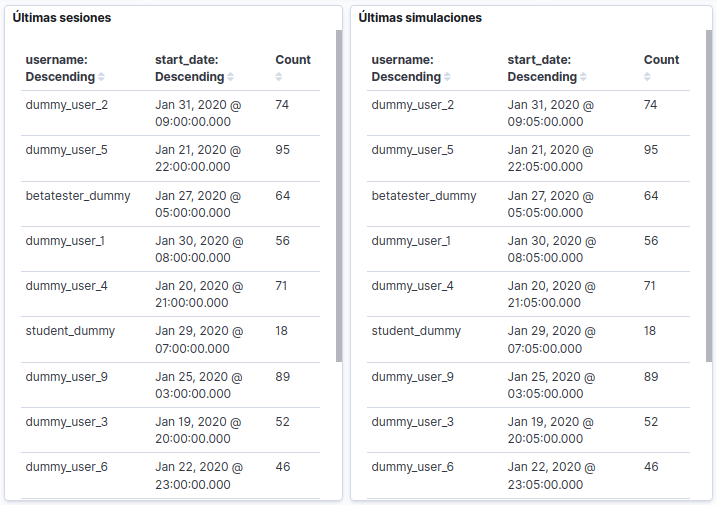 Últimas sesiones
username: Descending start_date: Descending Count
dummy_user_2 Jan 31, 2020 @ 09:00:00.000 74
dummy_user_5 Jan 21, 2020 @ 22:00:00.000 95
betatester_dummy Jan 27, 2020 @ 05:00:00.000 64
dummy_user_1 Jan 30, 2020 @ 08:00:00.000 56
dummy_user_4 Jan 20, 2020 @ 21:00:00.000 71
student_dummy Jan 29, 2020 @ 07:00:00.000 18
dummy_user_9 Jan 25, 2020 @ 03:00:00.000 89
dummy_user_3 Jan 19, 2020 @ 20:00:00.000 52
dummy_user_6 Jan 22, 2020 @ 23:00:00.000 46
Últimas simulaciones
username: Descending start_date: Descending Count
dummy_user_2 Jan 31, 2020 @ 09:05:00.000 74
dummy_user_5 Jan 21, 2020 @ 22:05:00.000 95
betatester_dummy Jan 27, 2020 @ 05:05:00.000 64
dummy_user_1 Jan 30, 2020 @ 08:05:00.000 56
dummy_user_4 Jan 20, 2020 @ 21:05:00.000 71
student_dummy Jan 29, 2020 @ 07:05:00.000 18
dummy_user_9 Jan 25, 2020 @ 03:05:00.000 89
dummy_user_3 Jan 19, 2020 @ 20:05:00.000 52
dummy_user_6 Jan 22, 2020 @ 23:05:00.000 46